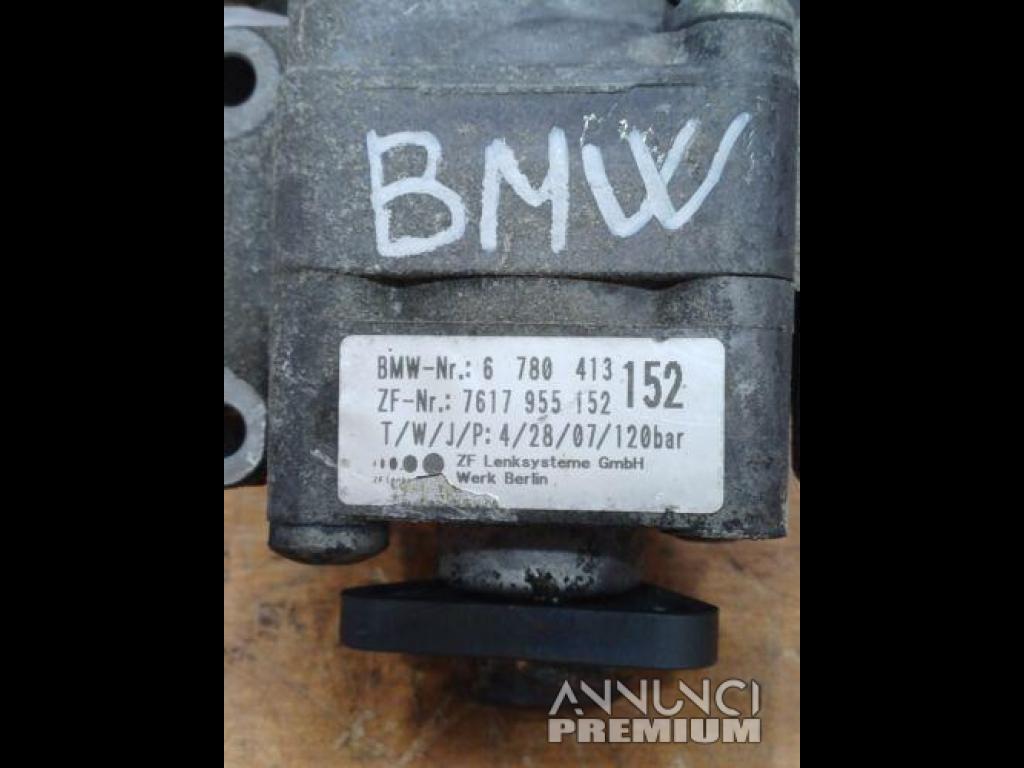 BMW
BMW-Nr.: 6 780 413 152
ZF-Nr.: 7617 955 152
T/W/J/P: 4/28/07/120bar
ZF Lenksysteme GmbH
Werk Berlin
ANNUNCI
PREMIUM